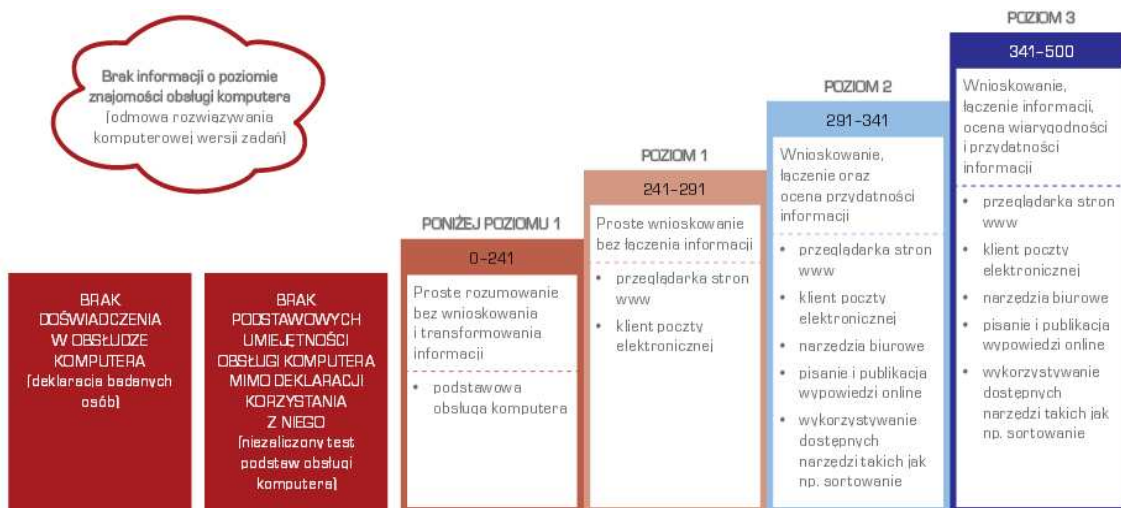 Brak informacji o poziomie
znajomości obsługi komputera
(odmowa rozwiązywania
komputerowej wersji zadań)
BRAK
DOŚWIADCZENIA
W OBSŁUDZE
KOMPUTERA
(deklaracja badanych
osób)
BRAK
PODSTAWOWYCH
UMIEJĘTNOŚCI
OBSŁUGI KOMPUTERA
MIMO DEKLARACJI
KORZYSTANIA
Z NIEGO
(niezaliczony test
podstaw obsługi
komputera)
PONIŻEJ POZIOMU 1
0–241
Proste rozumowanie
bez wnioskowania
i transformowania
informacji
• podstawowa
obsługa komputera
POZIOM 1
241–291
Proste wnioskowanie
bez łączenia informacji
• przeglądarka stron
www
• klient poczty
elektronicznej
POZIOM 2
291–341
Wnioskowanie,
łączenie oraz
ocena przydatności
informacji
• przeglądarka stron
www
• klient poczty
elektronicznej
• narzędzia biurowe
• pisanie i publikacja
wypowiedzi online
• wykorzystywanie
dostępnych
narzędzi takich jak
np. sortowanie
POZIOM 3
341–500
Wnioskowanie,
łączenie informacji,
ocena wiarygodności
i przydatności
informacji
• przeglądarka stron
www
• klient poczty
elektronicznej
• narzędzia biurowe
• pisanie i publikacja
wypowiedzi online
• wykorzystywanie
dostępnych
narzędzi takich jak
np. sortowanie